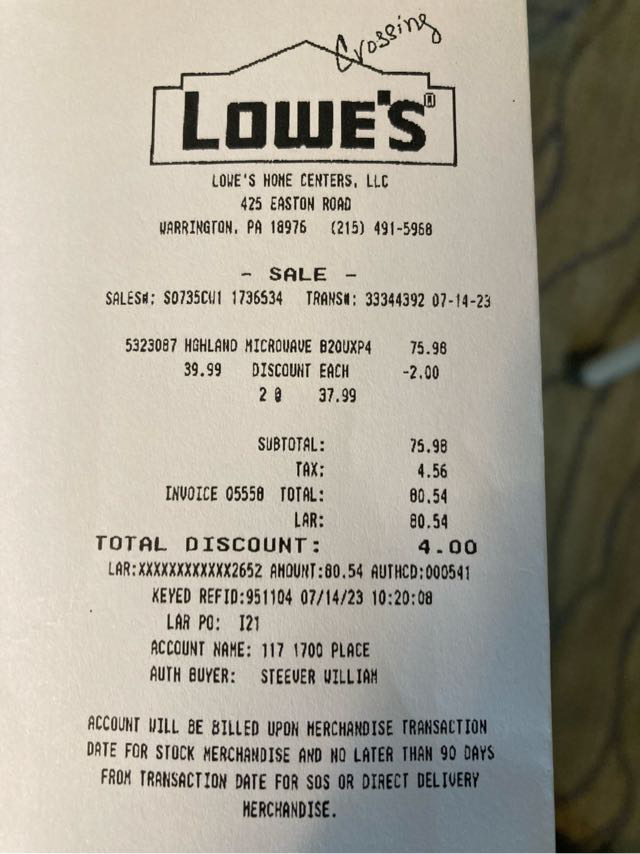 Crossing
LOWE'S®
LOWE'S HOME CENTERS, LLC
425 EASTON ROAD
WARRINGTON, PA 18976 (215) 491-5968
- SALE -
SALES#: S0735CW1 1736534 TRANS#: 33344392 07-14-23
5323087 HGHLAND MICROWAVE B20UXP4 75.98
39.99 DISCOUNT EACH -2.00
2 @ 37.99
SUBTOTAL: 75.98
TAX: 4.56
INVOICE 05558 TOTAL: 80.54
LAR: 80.54
TOTAL DISCOUNT: 4.00
LAR:XXXXXXXXXXXX2652 AMOUNT:80.54 AUTHCD:000541
KEYED REFID:951104 07/14/23 10:20:08
LAR PO: I21
ACCOUNT NAME: 117 1700 PLACE
AUTH BUYER: STEEVER WILLIAM
ACCOUNT WILL BE BILLED UPON MERCHANDISE TRANSACTION
DATE FOR STOCK MERCHANDISE AND NO LATER THAN 90 DAYS
FROM TRANSACTION DATE FOR SOS OR DIRECT DELIVERY
MERCHANDISE.